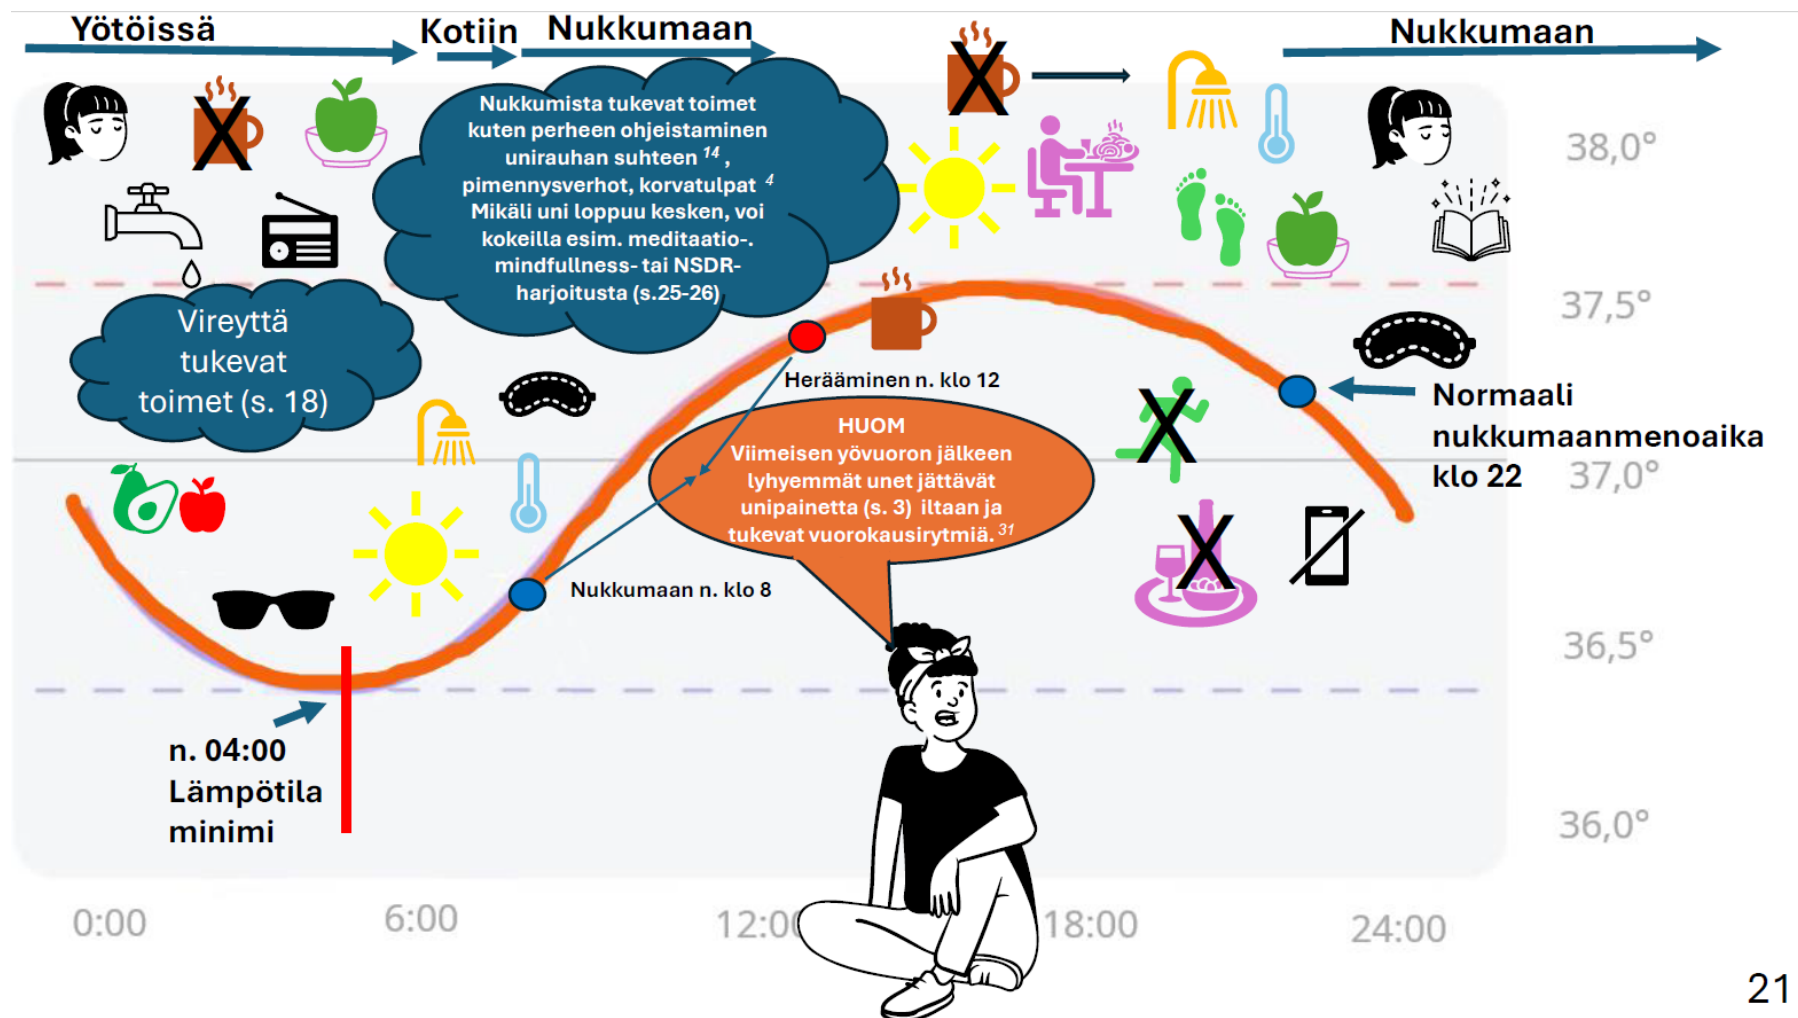 Yötöissä
Kotiin
Nukkumaan
Nukkumaan
Nukkumista tukevat toimet
kuten perheen ohjeistaminen
unirauhan suhteen 14 ,
pimennysverhot, korvatulpat 4
Mikäli uni loppuu kesken, voi
kokeilla esim. meditaatio-.
mindfullness- tai NSDR-
harjoitusta (s.25-26)
Vireyttä
tukevat
toimet (s. 18)
38,0°
37,5°
37,0°
36,5°
36,0°
Herääminen n. klo 12
HUOM
Viimeisen yövuoron jälkeen
lyhyemmät unet jättävät
unipainetta (s. 3) iltaan ja
tukevat vuorokausirytmiä. 31
Nukkumaan n. klo 8
Normaali
nukkumaanmenoaika
klo 22
n. 04:00
Lämpötila
minimi
0:00
6:00
12:00
18:00
24:00
21